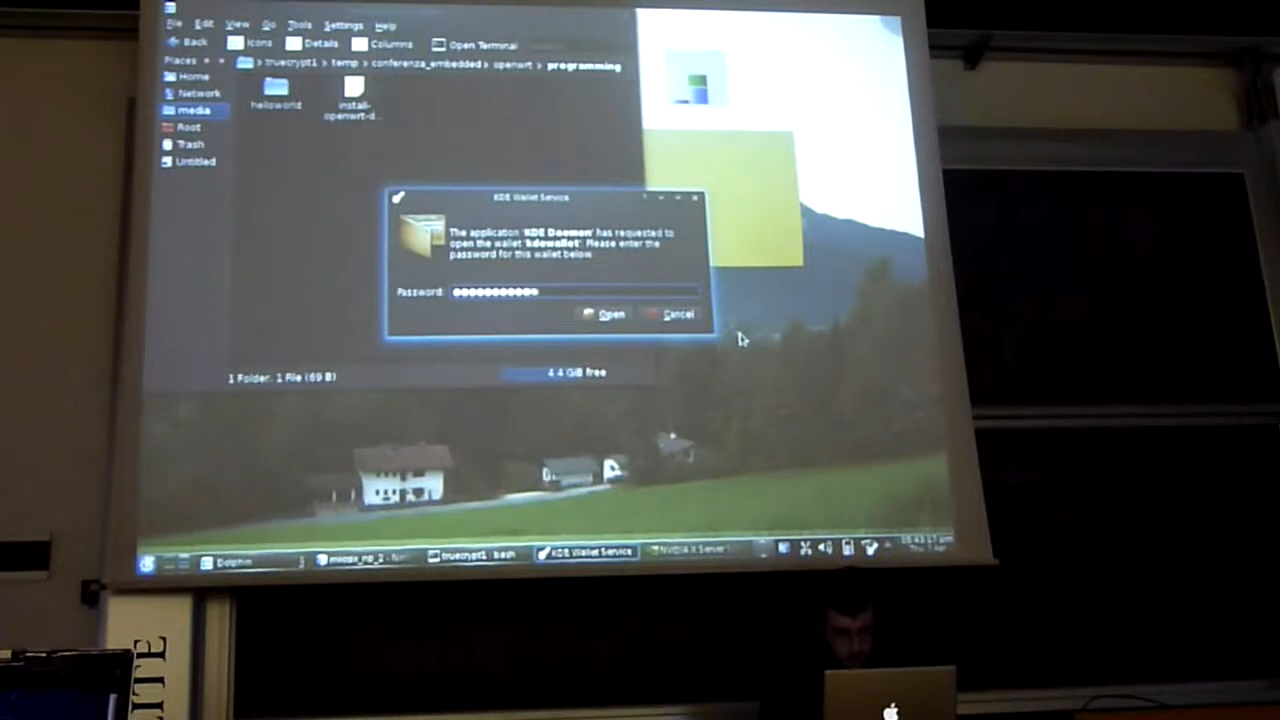 File Edit View Go Tools Settings Help
Back Icons Details Columns Open Terminal
Places
> truecrypt1 > temp > conferenza_embedded > openwrt > programming
Home
Network
media
Root
Trash
Untitled
helloworld
install-
openwrt-d...
KDE Wallet Service
The application 'KDE Daemon' has requested to
open the wallet 'kdewallet'. Please enter the
password for this wallet below.
Password:
Open Cancel
1 Folder, 1 File (69 B)
4.4 GiB free
Dolphin
truecrypt1 : bash
KDE Wallet Service
NVIDIA X Server
LITE